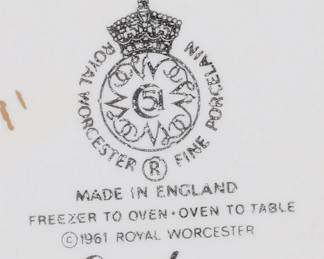 ROYAL WORCESTER FINE PORCELAIN
51
®
MADE IN ENGLAND
FREEZER TO OVEN • OVEN TO TABLE
©1961 ROYAL WORCESTER